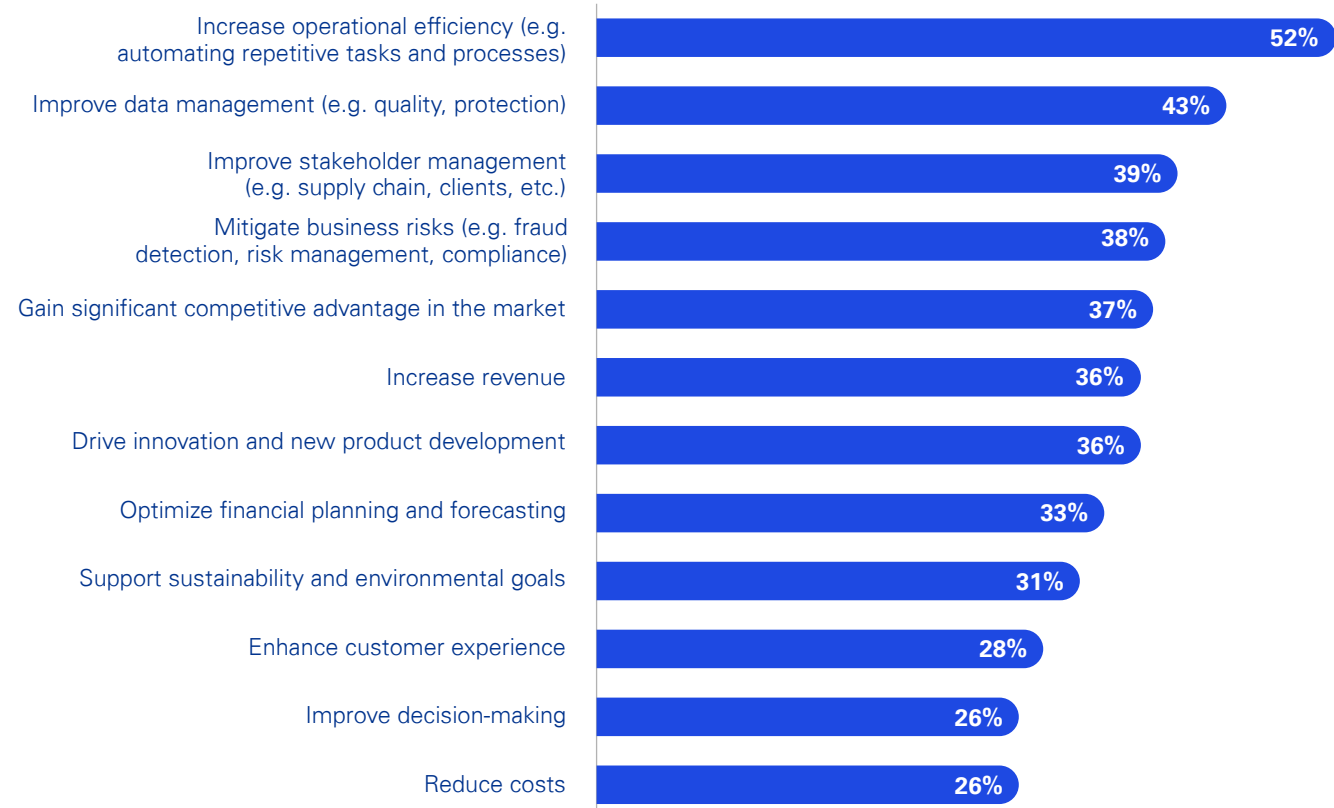 Increase operational efficiency (e.g.
automating repetitive tasks and processes)
52%
Improve data management (e.g. quality, protection)
43%
Improve stakeholder management
(e.g. supply chain, clients, etc.)
39%
Mitigate business risks (e.g. fraud
detection, risk management, compliance)
38%
Gain significant competitive advantage in the market
37%
Increase revenue
36%
Drive innovation and new product development
36%
Optimize financial planning and forecasting
33%
Support sustainability and environmental goals
31%
Enhance customer experience
28%
Improve decision-making
26%
Reduce costs
26%